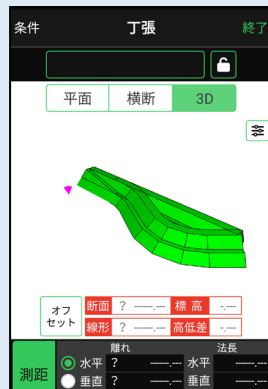 条件 丁張 終了
平面 横断 3D
オフセット 断面 ? -----.--- 標高 -.---
線形 ? -----.--- 高低差 -.---
離れ 法長
測距 水平 ? -----.--- 水平 -----.---
垂直 ? -----.--- 垂直 -----.---